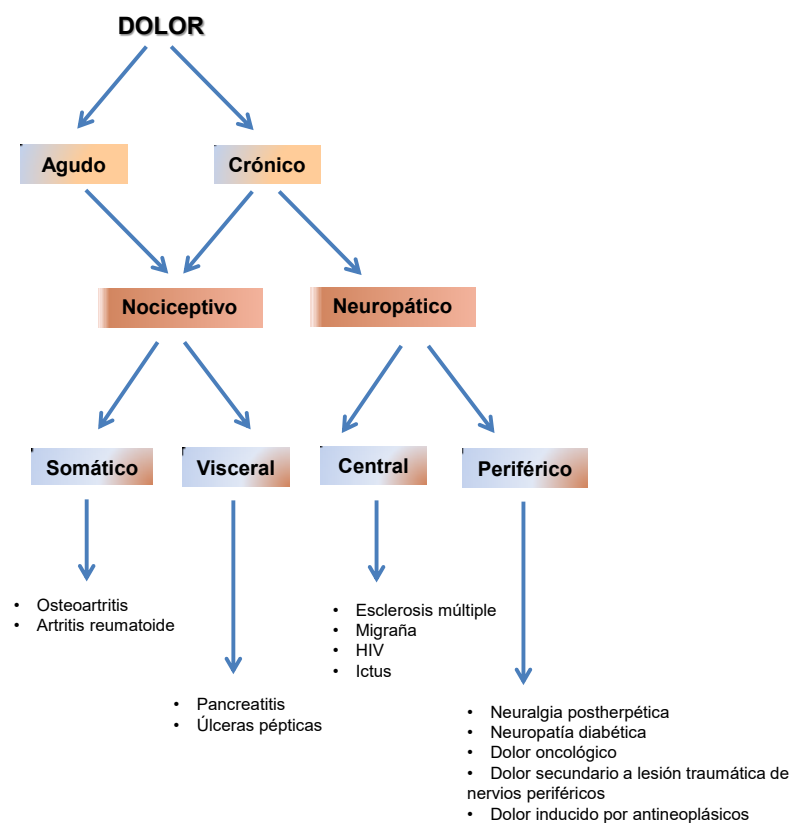 DOLOR
Agudo
Crónico
Nociceptivo
Neuropático
Somático
Visceral
Central
Periférico
• Osteoartritis
• Artritis reumatoide
• Esclerosis múltiple
• Migraña
• HIV
• Ictus
• Pancreatitis
• Úlceras pépticas
• Neuralgia postherpética
• Neuropatía diabética
• Dolor oncológico
• Dolor secundario a lesión traumática de
nervios periféricos
• Dolor inducido por antineoplásicos